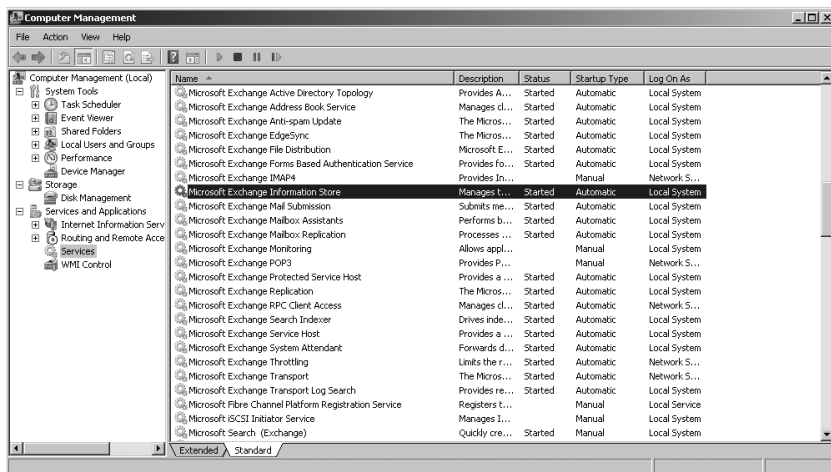 Computer Management
File Action View Help
Computer Management (Local)
System Tools
Task Scheduler
Event Viewer
Shared Folders
Local Users and Groups
Performance
Device Manager
Storage
Disk Management
Services and Applications
Internet Information Serv
Routing and Remote Acce
Services
WMI Control
Name Description Status Startup Type Log On As
Microsoft Exchange Active Directory Topology Provides A... Started Automatic Local System
Microsoft Exchange Address Book Service Manages cl... Started Automatic Local System
Microsoft Exchange Anti-spam Update The Micros... Started Automatic Local System
Microsoft Exchange EdgeSync The Micros... Started Automatic Local System
Microsoft Exchange File Distribution Microsoft E... Started Automatic Local System
Microsoft Exchange Forms Based Authentication Service Provides fo... Started Automatic Local System
Microsoft Exchange IMAP4 Provides In... Manual Network S...
Microsoft Exchange Information Store Manages t... Started Automatic Local System
Microsoft Exchange Mail Submission Submits me... Started Automatic Local System
Microsoft Exchange Mailbox Assistants Performs b... Started Automatic Local System
Microsoft Exchange Mailbox Replication Processes ... Started Automatic Local System
Microsoft Exchange Monitoring Allows appl... Manual Local System
Microsoft Exchange POP3 Provides P... Manual Network S...
Microsoft Exchange Protected Service Host Provides a ... Started Automatic Local System
Microsoft Exchange Replication The Micros... Started Automatic Local System
Microsoft Exchange RPC Client Access Manages cl... Started Automatic Network S...
Microsoft Exchange Search Indexer Drives inde... Started Automatic Local System
Microsoft Exchange Service Host Provides a ... Started Automatic Local System
Microsoft Exchange System Attendant Forwards d... Started Automatic Local System
Microsoft Exchange Throttling Limits the r... Started Automatic Network S...
Microsoft Exchange Transport The Micros... Started Automatic Network S...
Microsoft Exchange Transport Log Search Provides re... Started Automatic Local System
Microsoft Fibre Channel Platform Registration Service Registers t... Manual Local Service
Microsoft iSCSI Initiator Service Manages I... Manual Local System
Microsoft Search (Exchange) Quickly cre... Started Manual Local System
Extended Standard